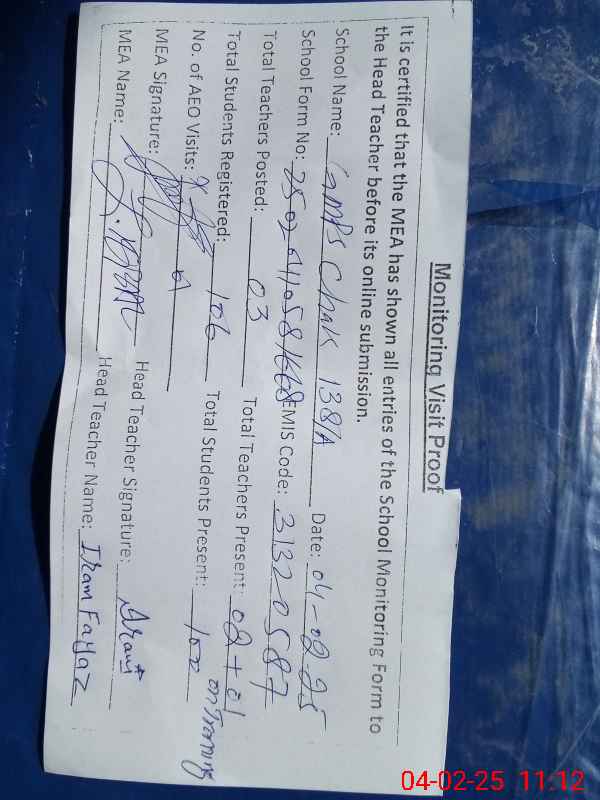 Monitoring Visit Proof
It is certified that the MEA has shown all entries of the School Monitoring Form to
the Head Teacher before its online submission.
School Name: GMPS Chak 138/A Date: 04-02-25
School Form No: EMIS Code: 31320587
Total Teachers Posted: 03 Total Teachers Present: 02 + 01 on Training
Total Students Registered: 106 Total Students Present: 100
No. of AEO Visits:
MEA Signature: Head Teacher Signature:
MEA Name: Head Teacher Name: Iram Fayyaz
04-02-25 11:12